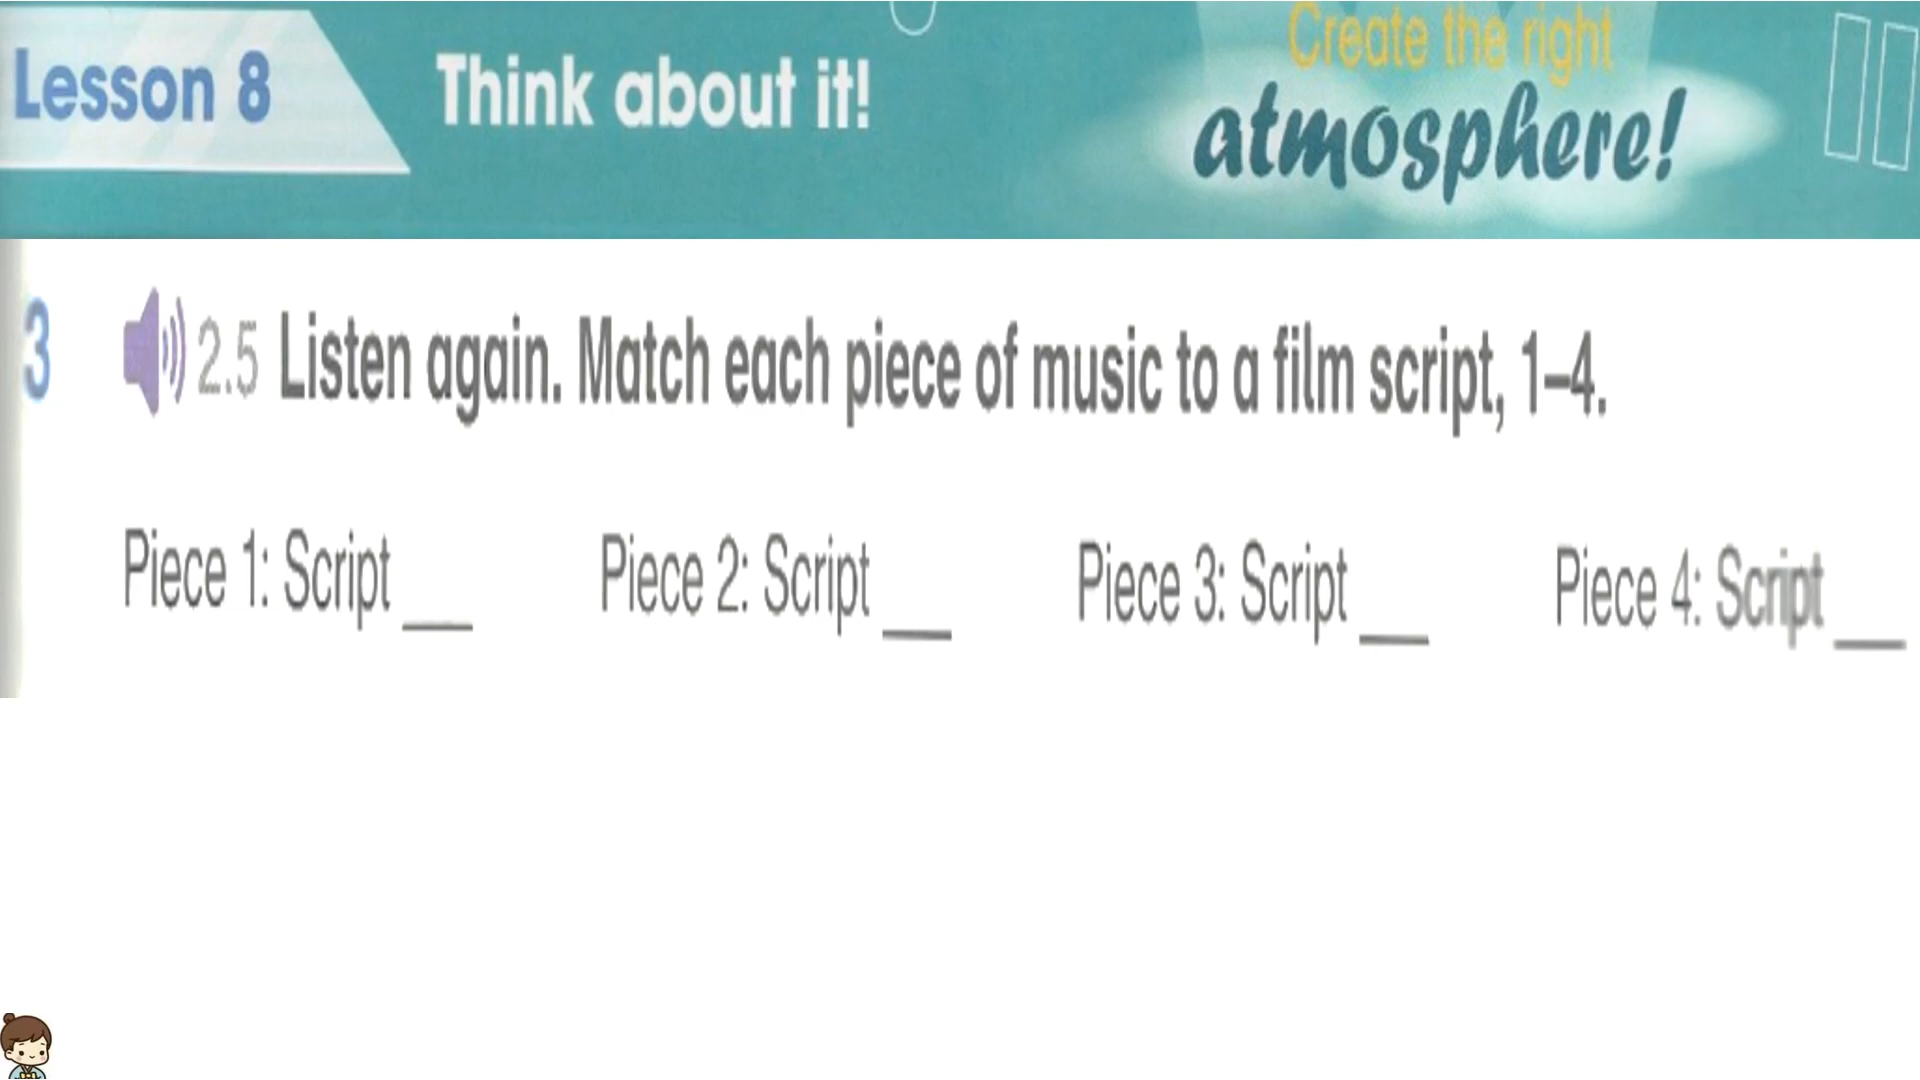 Lesson 8
Think about it!
Create the right
atmosphere!
3 2.5 Listen again. Match each piece of music to a film script, 1–4.
Piece 1: Script __ Piece 2: Script __ Piece 3: Script __ Piece 4: Script __